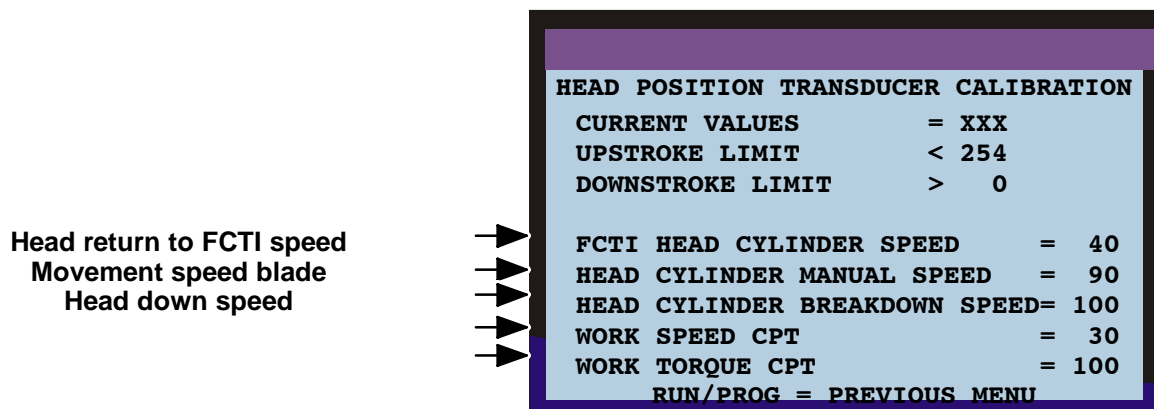 HEAD POSITION TRANSDUCER CALIBRATION
CURRENT VALUES = XXX
UPSTROKE LIMIT < 254
DOWNSTROKE LIMIT > 0
Head return to FCTI speed
Movement speed blade
Head down speed
FCTI HEAD CYLINDER SPEED = 40
HEAD CYLINDER MANUAL SPEED = 90
HEAD CYLINDER BREAKDOWN SPEED= 100
WORK SPEED CPT = 30
WORK TORQUE CPT = 100
RUN/PROG = PREVIOUS MENU